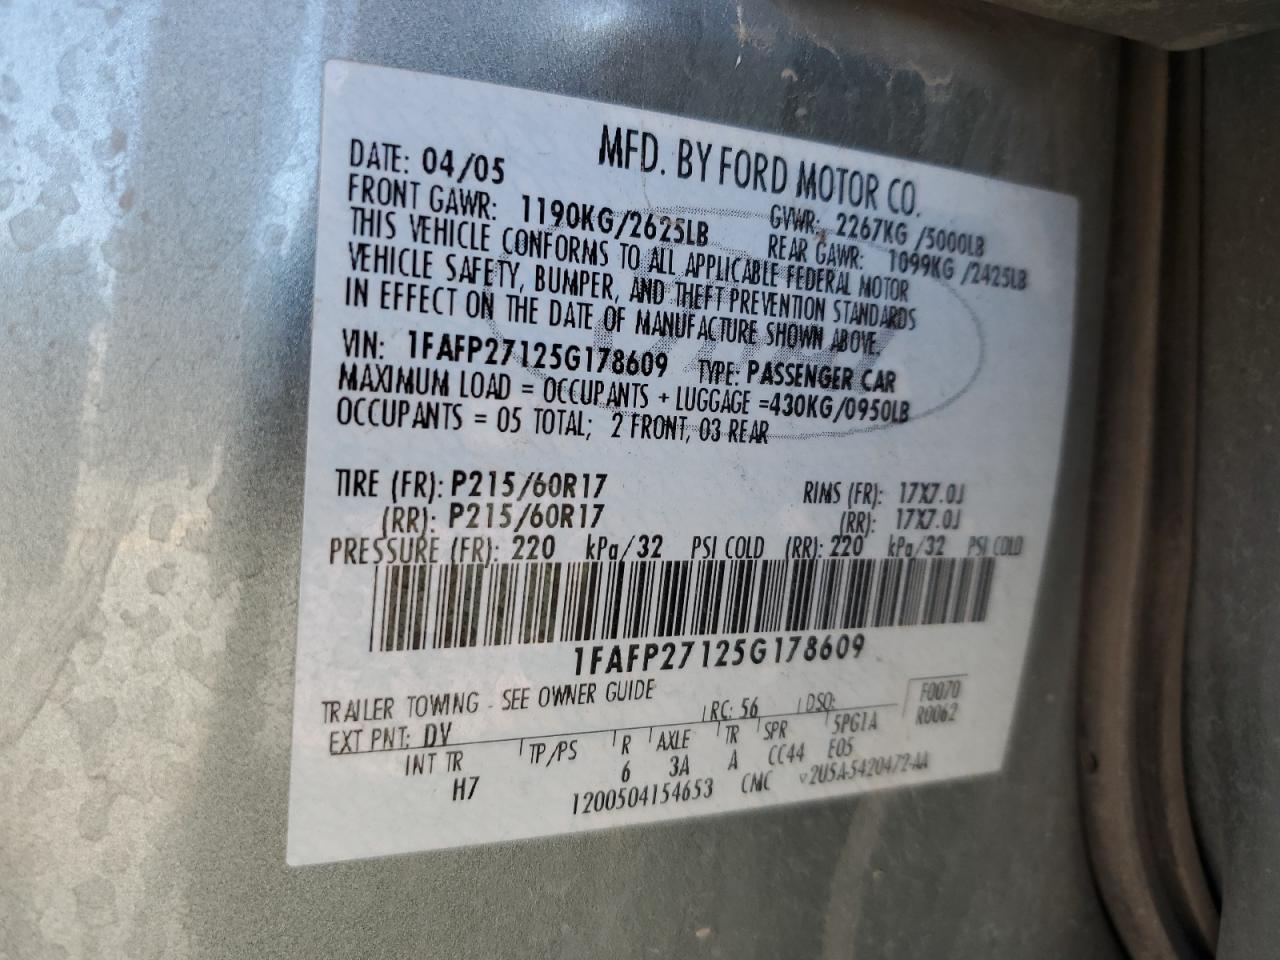 MFD. BY FORD MOTOR CO.
DATE: 04/05 GVWR: 2267KG /5000LB
FRONT GAWR: 1190KG/2625LB REAR GAWR: 1099KG /2425LB
THIS VEHICLE CONFORMS TO ALL APPLICABLE FEDERAL MOTOR
VEHICLE SAFETY, BUMPER, AND THEFT PREVENTION STANDARDS
IN EFFECT ON THE DATE OF MANUFACTURE SHOWN ABOVE.
VIN: 1FAFP27125G178609 TYPE: PASSENGER CAR
MAXIMUM LOAD = OCCUPANTS + LUGGAGE =430KG/0950LB
OCCUPANTS = 05 TOTAL; 2 FRONT, 03 REAR
TIRE (FR): P215/60R17 RIMS (FR): 17X7.0J
(RR): P215/60R17 (RR): 17X7.0J
PRESSURE (FR): 220 kPa/32 PSI COLD (RR): 220 kPa/32 PSI COLD
1FAFP27125G178609
TRAILER TOWING - SEE OWNER GUIDE
EXT PNT: DV RC: 56 DSO: F0070
R0062
INT TR TP/PS R AXLE TR SPR 5PG1A
H7 6 3A A CC44 E05
1200504154653 CMC 2U5A-5420472-AA